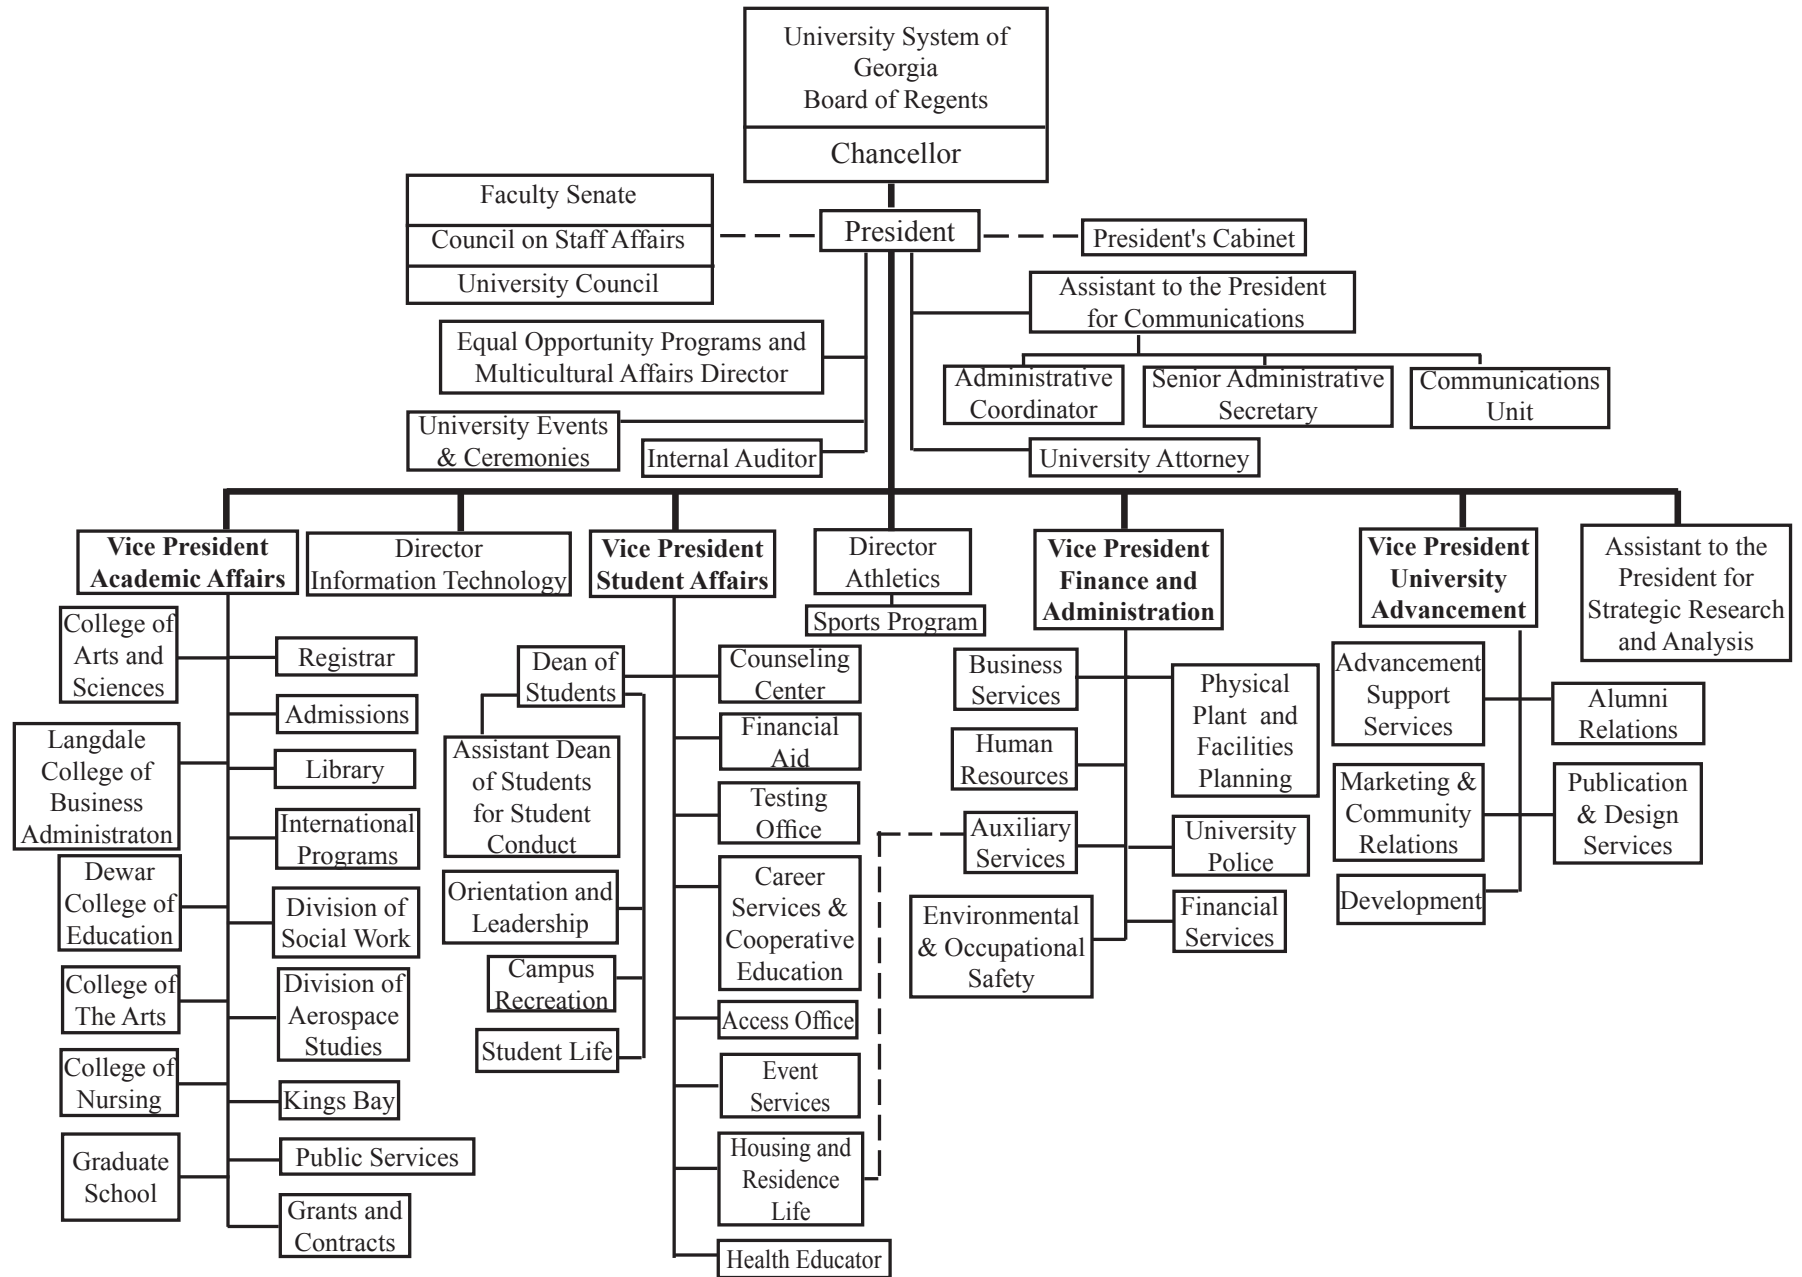 University System of
Georgia
Board of Regents
Chancellor
Faculty Senate
Council on Staff Affairs
University Council
President
President's Cabinet
Assistant to the President
for Communications
Equal Opportunity Programs and
Multicultural Affairs Director
Administrative
Coordinator
Senior Administrative
Secretary
Communications
Unit
University Events
& Ceremonies
Internal Auditor
University Attorney
Vice President
Academic Affairs
Director
Information Technology
Vice President
Student Affairs
Director
Athletics
Sports Program
Vice President
Finance and
Administration
Vice President
University
Advancement
Assistant to the
President for
Strategic Research
and Analysis
College of
Arts and
Sciences
Langdale
College of
Business
Administraton
Dewar
College of
Education
College of
The Arts
College of
Nursing
Graduate
School
Registrar
Admissions
Library
International
Programs
Division of
Social Work
Division of
Aerospace
Studies
Kings Bay
Public Services
Grants and
Contracts
Dean of
Students
Assistant Dean
of Students
for Student
Conduct
Orientation and
Leadership
Campus
Recreation
Student Life
Counseling
Center
Financial
Aid
Testing
Office
Career
Services &
Cooperative
Education
Access Office
Event
Services
Housing and
Residence
Life
Health Educator
Business
Services
Human
Resources
Auxiliary
Services
Environmental
& Occupational
Safety
Physical
Plant and
Facilities
Planning
University
Police
Financial
Services
Advancement
Support
Services
Marketing &
Community
Relations
Development
Alumni
Relations
Publication
& Design
Services